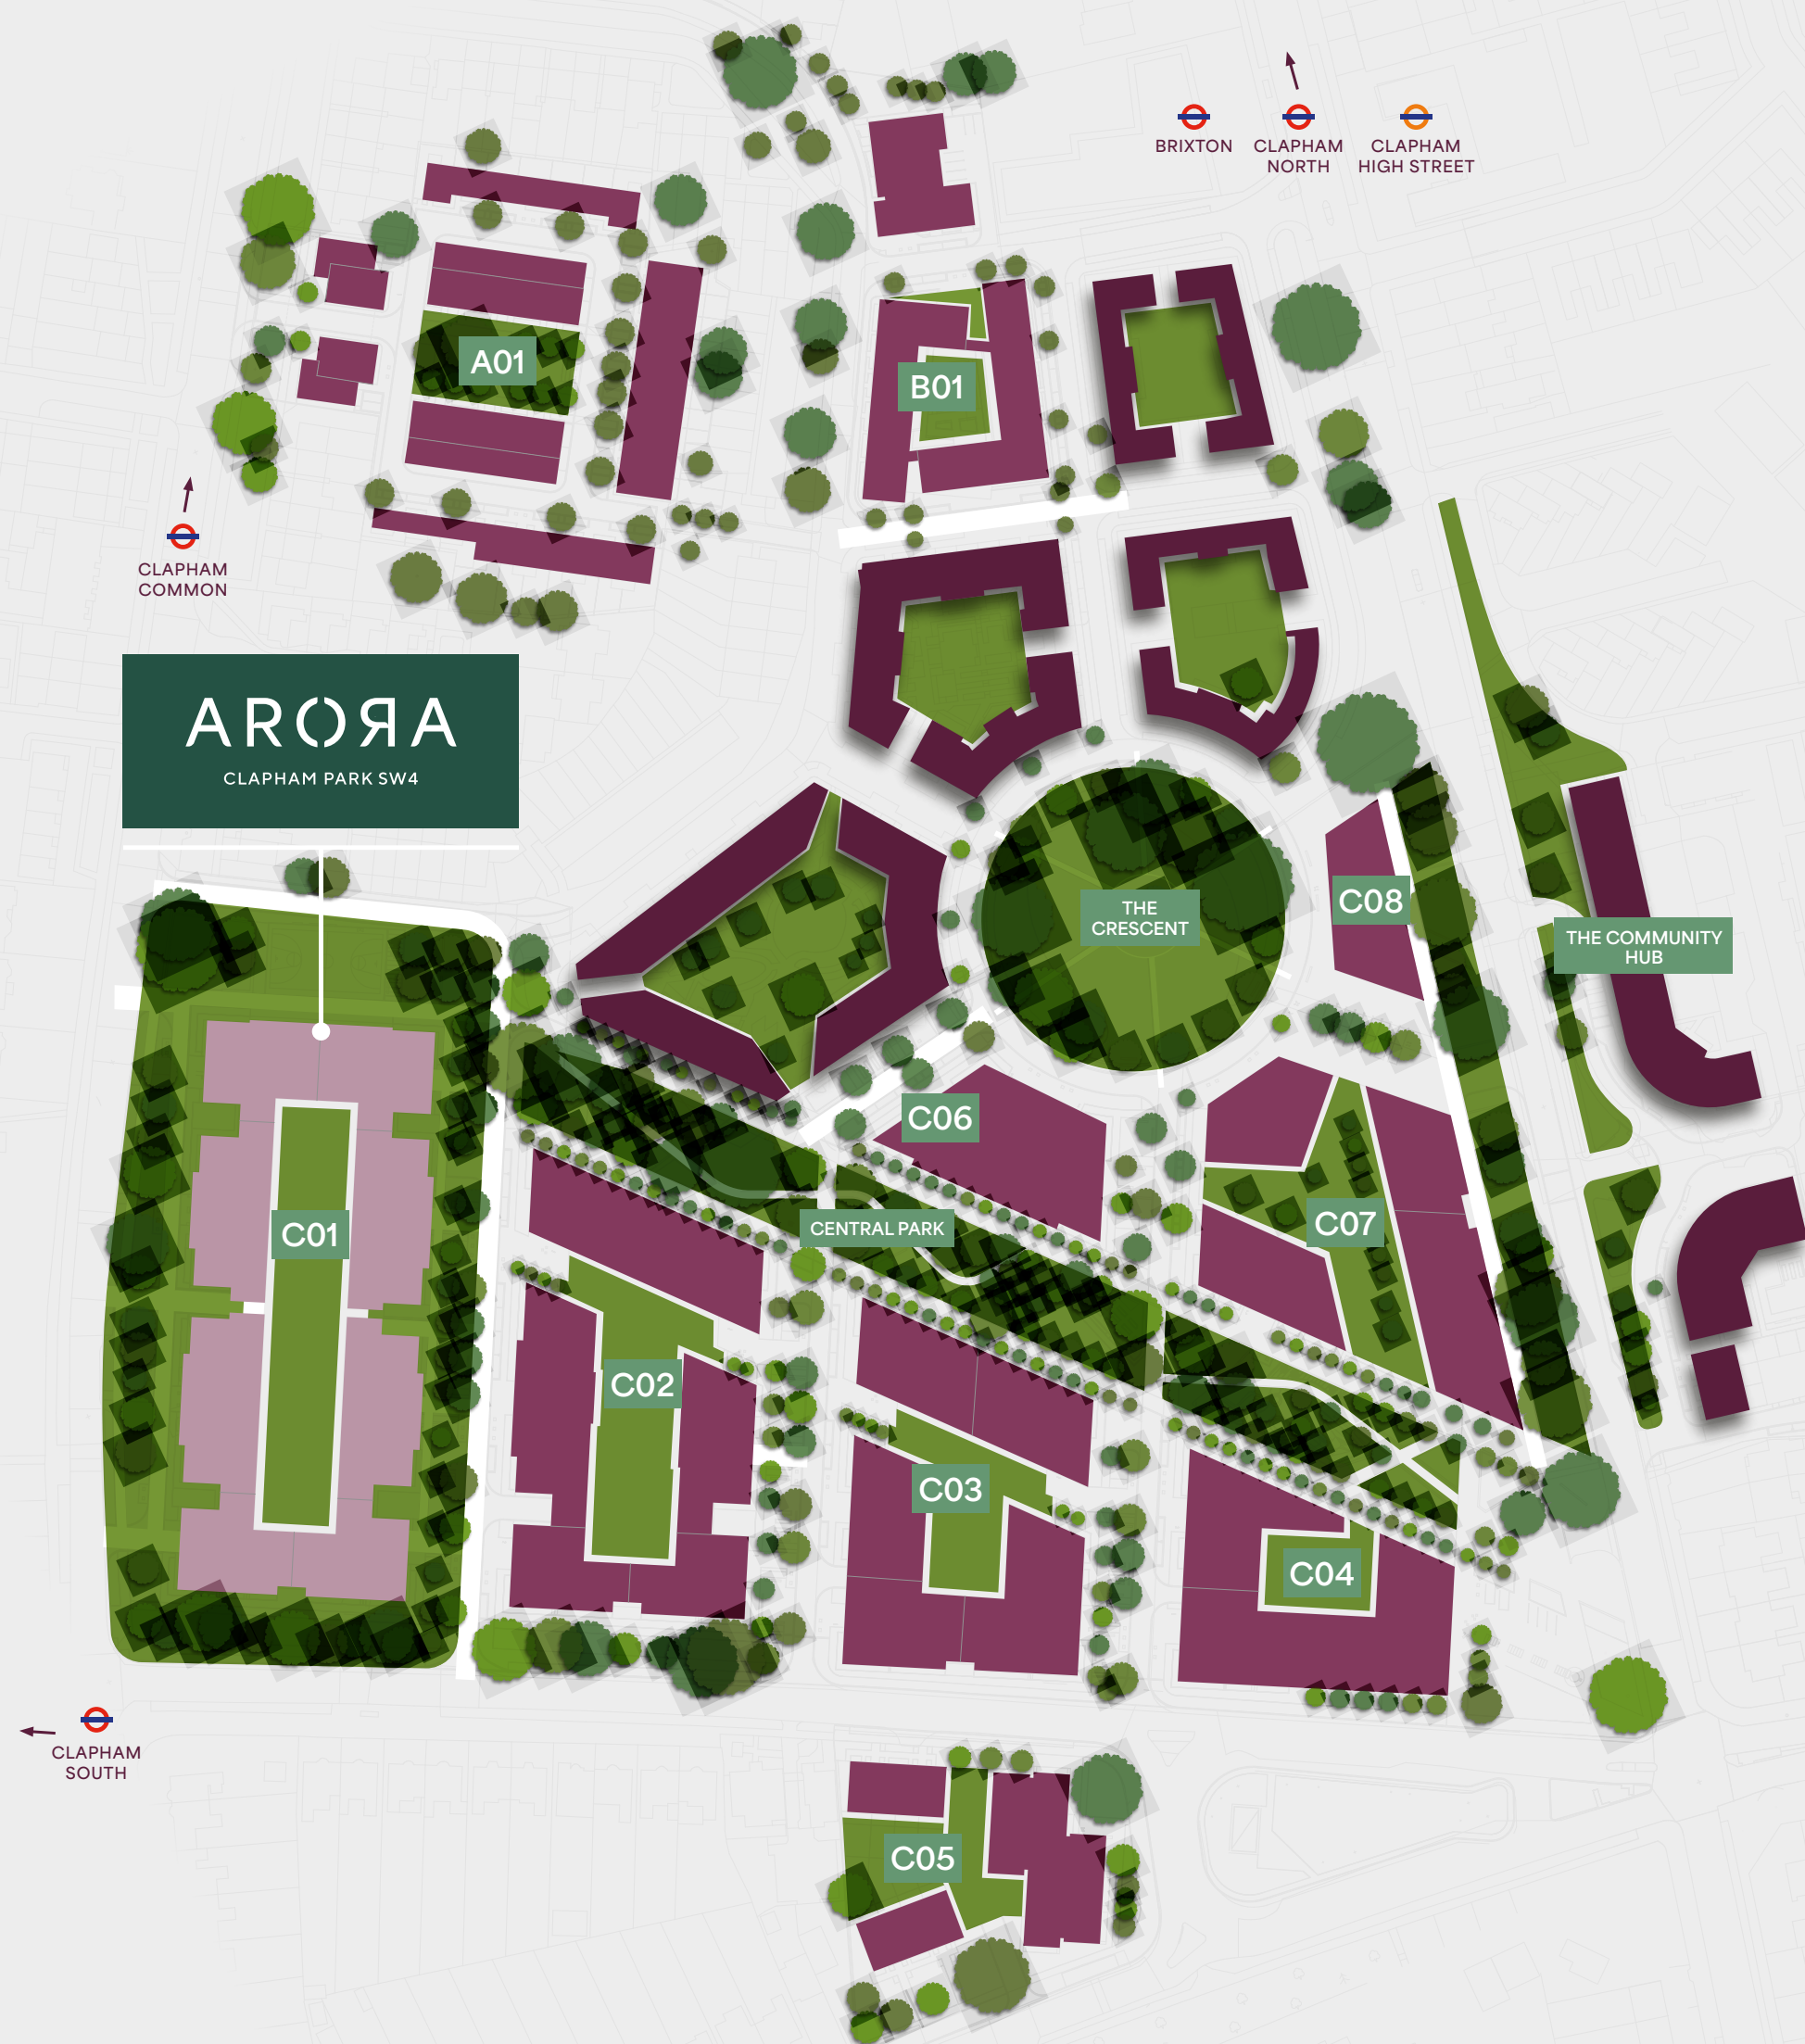 BRIXTON
CLAPHAM
NORTH
CLAPHAM
HIGH STREET
A01
B01
CLAPHAM
COMMON
ARORA
CLAPHAM PARK SW4
THE
CRESCENT
C08
THE COMMUNITY
HUB
C06
C07
CENTRAL PARK
C01
C02
C03
C04
CLAPHAM
SOUTH
C05